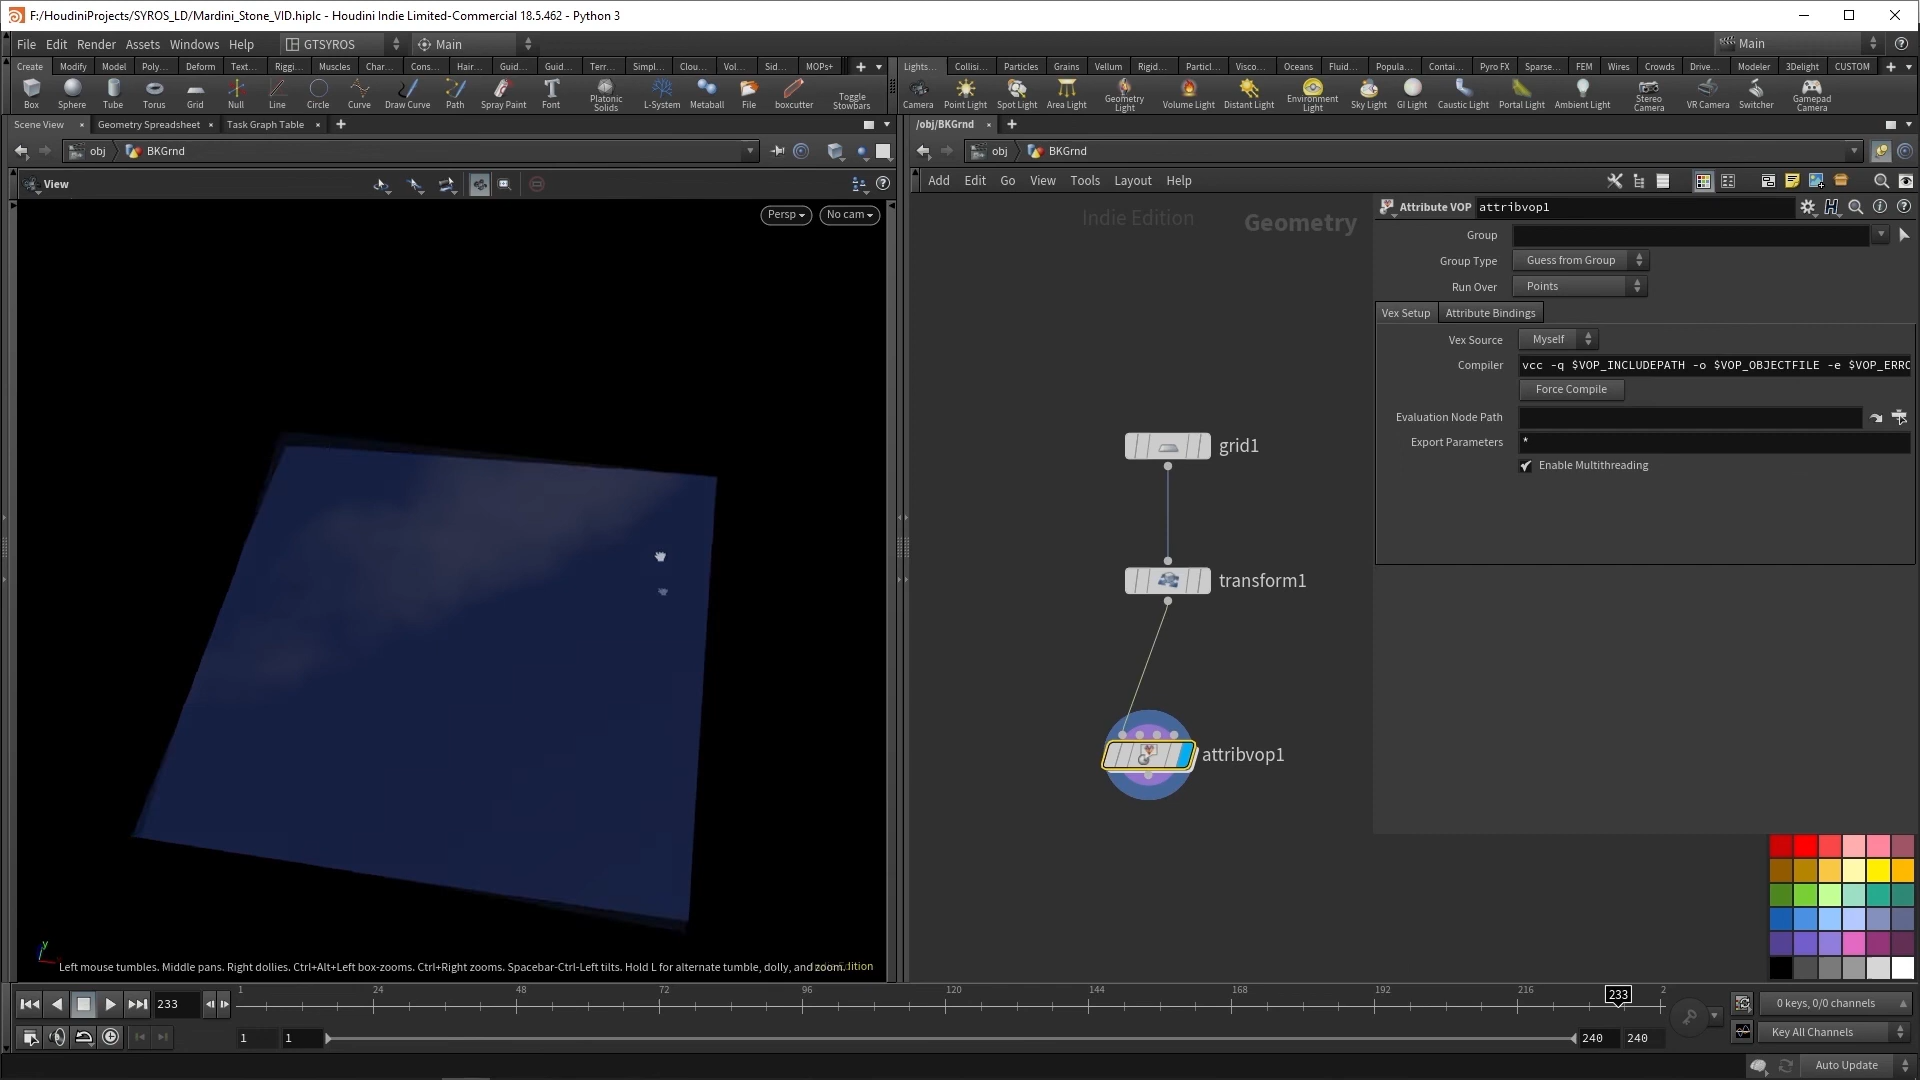 F:/HoudiniProjects/SYROS_LD/Mardini_Stone_VID.hiplc - Houdini Indie Limited-Commercial 18.5.462 - Python 3
File Edit Render Assets Windows Help GTSYROS Main Main
Create Modify Model Poly... Deform Text... Riggi... Muscles Char... Cons... Hair... Guid... Guid... Terr... Simpl... Clou... Vol... Sid... MOPs+
Lights... Collisi... Particles Grains Vellum Rigid... Particl... Visco... Oceans Fluid... Popula... Contai... Pyro FX Sparse... FEM Wires Crowds Drive... Modeler 3Delight CUSTOM
Box Sphere Tube Torus Grid Null Line Circle Curve Draw Curve Path Spray Paint Font Platonic Solids L-System Metaball File boxcutter Toggle Stowbars
Camera Point Light Spot Light Area Light Geometry Light Volume Light Distant Light Environment Light Sky Light GI Light Caustic Light Portal Light Ambient Light Stereo Camera VR Camera Switcher Gamepad Camera
Scene View Geometry Spreadsheet Task Graph Table
/obj/BKGrnd
obj BKGrnd
obj BKGrnd
View
Add Edit Go View Tools Layout Help
Persp No cam
Indie Edition Geometry
Attribute VOP attribvop1
Group
Group Type Guess from Group
Run Over Points
Vex Setup Attribute Bindings
Vex Source Myself
Compiler vcc -q $VOP_INCLUDEPATH -o $VOP_OBJECTFILE -e $VOP_ERRO
Force Compile
Evaluation Node Path
Export Parameters *
Enable Multithreading
grid1
transform1
attribvop1
y
Left mouse tumbles. Middle pans. Right dollies. Ctrl+Alt+Left box-zooms. Ctrl+Right zooms. Spacebar-Ctrl-Left tilts. Hold L for alternate tumble, dolly, and zoom.
233 1 24 48 72 96 120 144 168 192 216 233 2
0 keys, 0/0 channels
1 1 240 240
Key All Channels
Auto Update